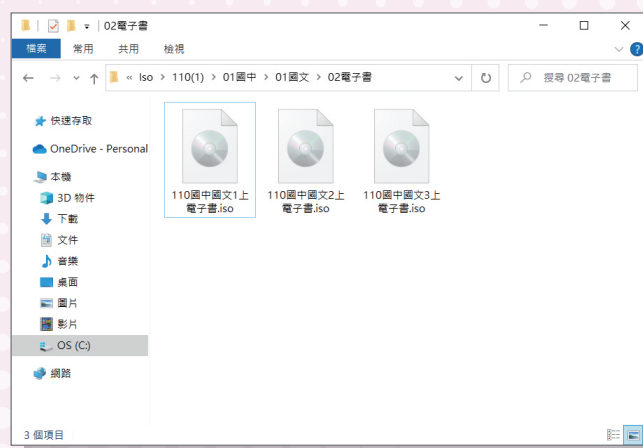 02電子書
檔案 常用 共用 檢視
« Iso > 110(1) > 01國中 > 01國文 > 02電子書
搜尋 02電子書
快速存取
OneDrive - Personal
本機
3D 物件
下載
文件
音樂
桌面
圖片
影片
OS (C:)
網路
110國中國文1上
電子書.iso
110國中國文2上
電子書.iso
110國中國文3上
電子書.iso
3 個項目